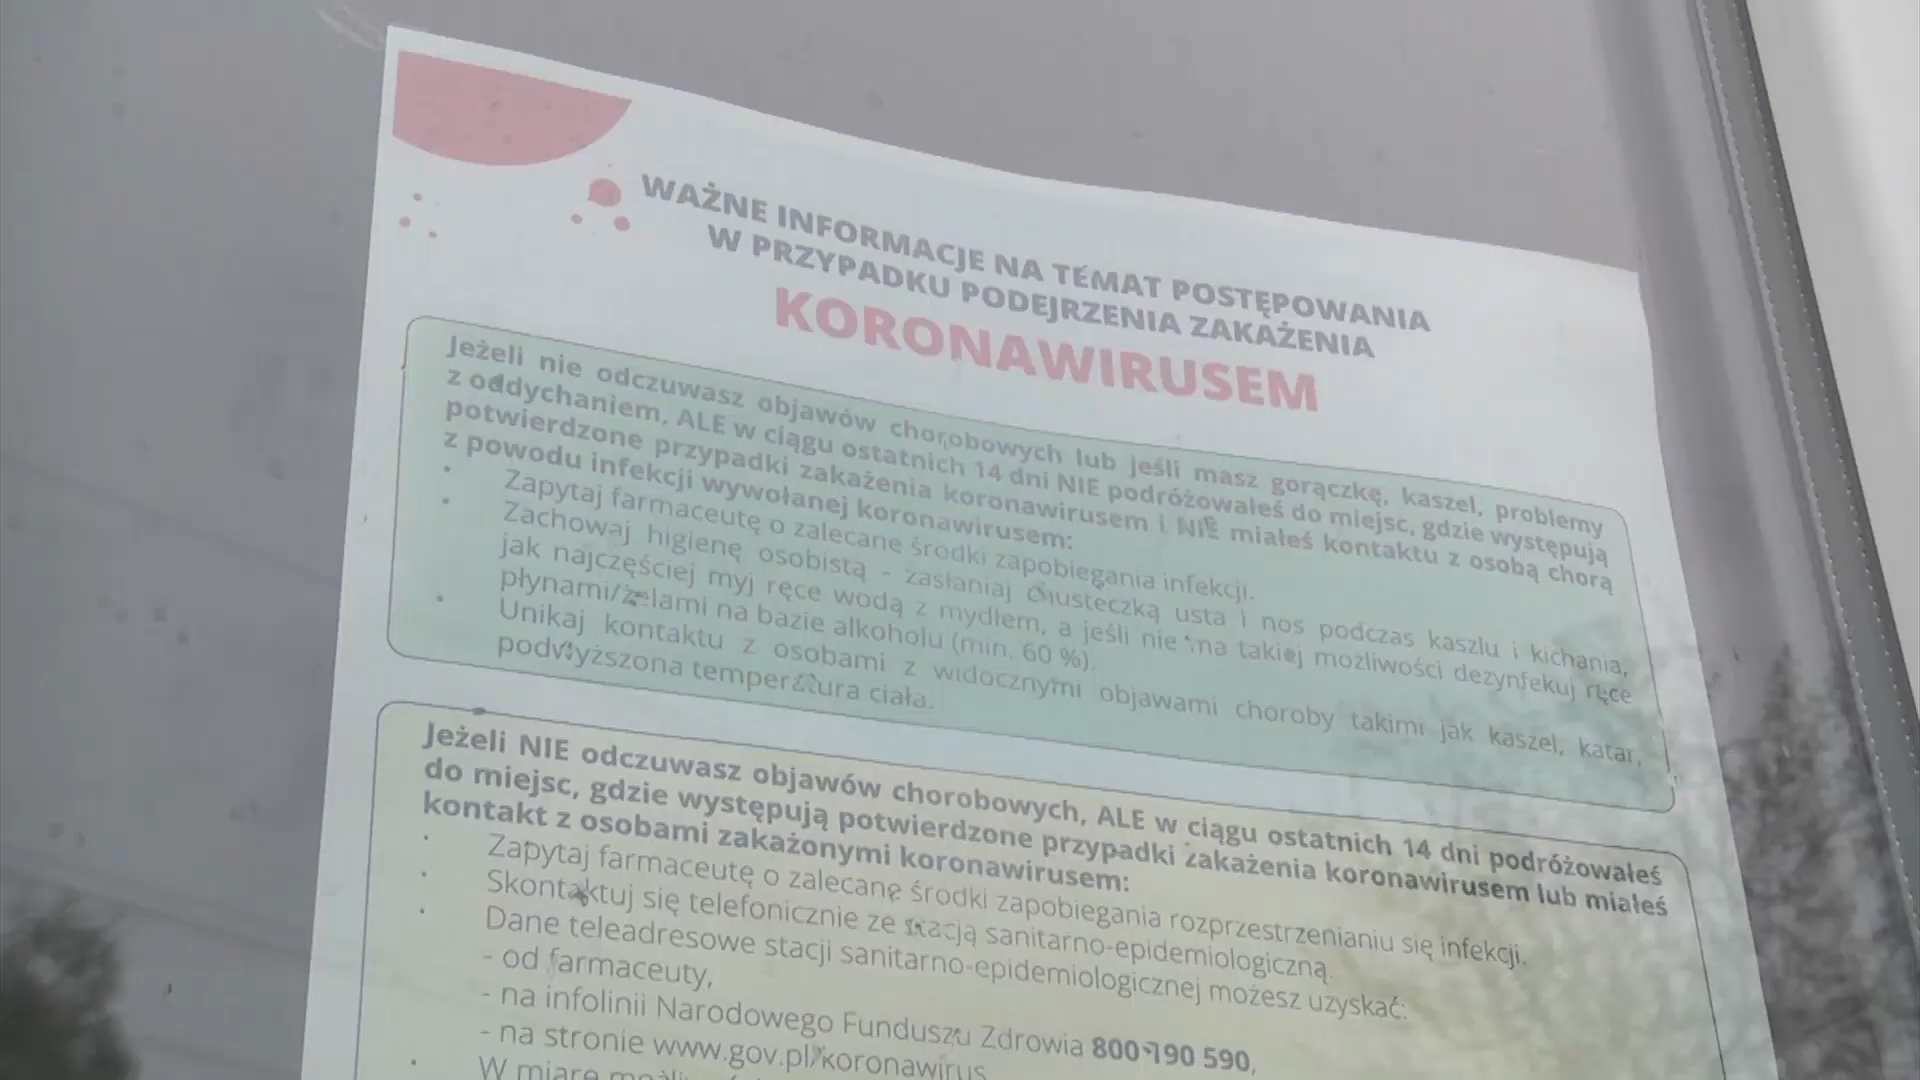 WAŻNE INFORMACJE NA TEMAT POSTĘPOWANIA
W PRZYPADKU PODEJRZENIA ZAKAŻENIA
KORONAWIRUSEM
Jeżeli nie odczuwasz objawów chorobowych lub jeśli masz gorączkę, kaszel, problemy
z oddychaniem, ALE w ciągu ostatnich 14 dni NIE podróżowałeś do miejsc, gdzie występują
potwierdzone przypadki zakażenia koronawirusem i NIE miałeś kontaktu z osobą chorą
z powodu infekcji wywołanej koronawirusem:
• Zapytaj farmaceutę o zalecane środki zapobiegania infekcji.
• Zachowaj higienę osobistą - zasłaniaj chusteczką usta i nos podczas kaszlu i kichania,
jak najczęściej myj ręce wodą z mydłem, a jeśli nie ma takiej możliwości dezynfekuj ręce
płynami/żelami na bazie alkoholu (min. 60 %).
• Unikaj kontaktu z osobami z widocznymi objawami choroby takimi jak kaszel, katar,
podwyższona temperatura ciała.
Jeżeli NIE odczuwasz objawów chorobowych, ALE w ciągu ostatnich 14 dni podróżowałeś
do miejsc, gdzie występują potwierdzone przypadki zakażenia koronawirusem lub miałeś
kontakt z osobami zakażonymi koronawirusem:
• Zapytaj farmaceutę o zalecane środki zapobiegania rozprzestrzenianiu się infekcji.
• Skontaktuj się telefonicznie ze stacją sanitarno-epidemiologiczną.
• Dane teleadresowe stacji sanitarno-epidemiologicznej możesz uzyskać:
- od farmaceuty,
- na infolinii Narodowego Funduszu Zdrowia 800 190 590,
- na stronie www.gov.pl/koronawirus
• W miarę